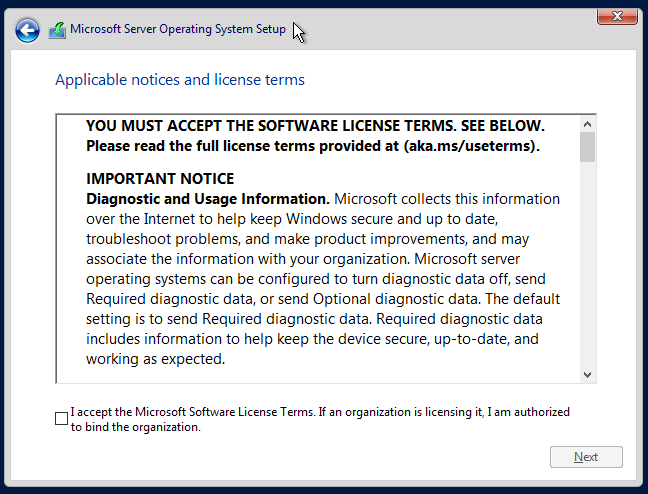 Microsoft Server Operating System Setup
Applicable notices and license terms
YOU MUST ACCEPT THE SOFTWARE LICENSE TERMS. SEE BELOW.
Please read the full license terms provided at (aka.ms/useterms).
IMPORTANT NOTICE
Diagnostic and Usage Information. Microsoft collects this information
over the Internet to help keep Windows secure and up to date,
troubleshoot problems, and make product improvements, and may
associate the information with your organization. Microsoft server
operating systems can be configured to turn diagnostic data off, send
Required diagnostic data, or send Optional diagnostic data. The default
setting is to send Required diagnostic data. Required diagnostic data
includes information to help keep the device secure, up-to-date, and
working as expected.
I accept the Microsoft Software License Terms. If an organization is licensing it, I am authorized
to bind the organization.
Next